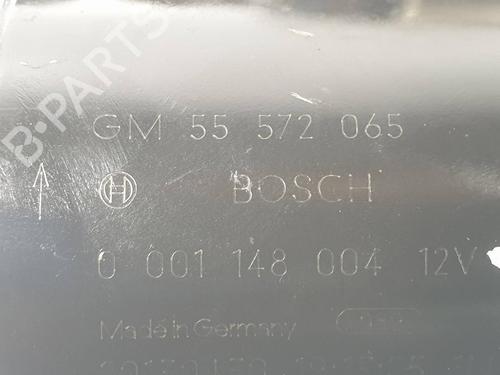 B-PARTS
GM 55 572 065
BOSCH
0 001 148 004 12V
Made in Germany